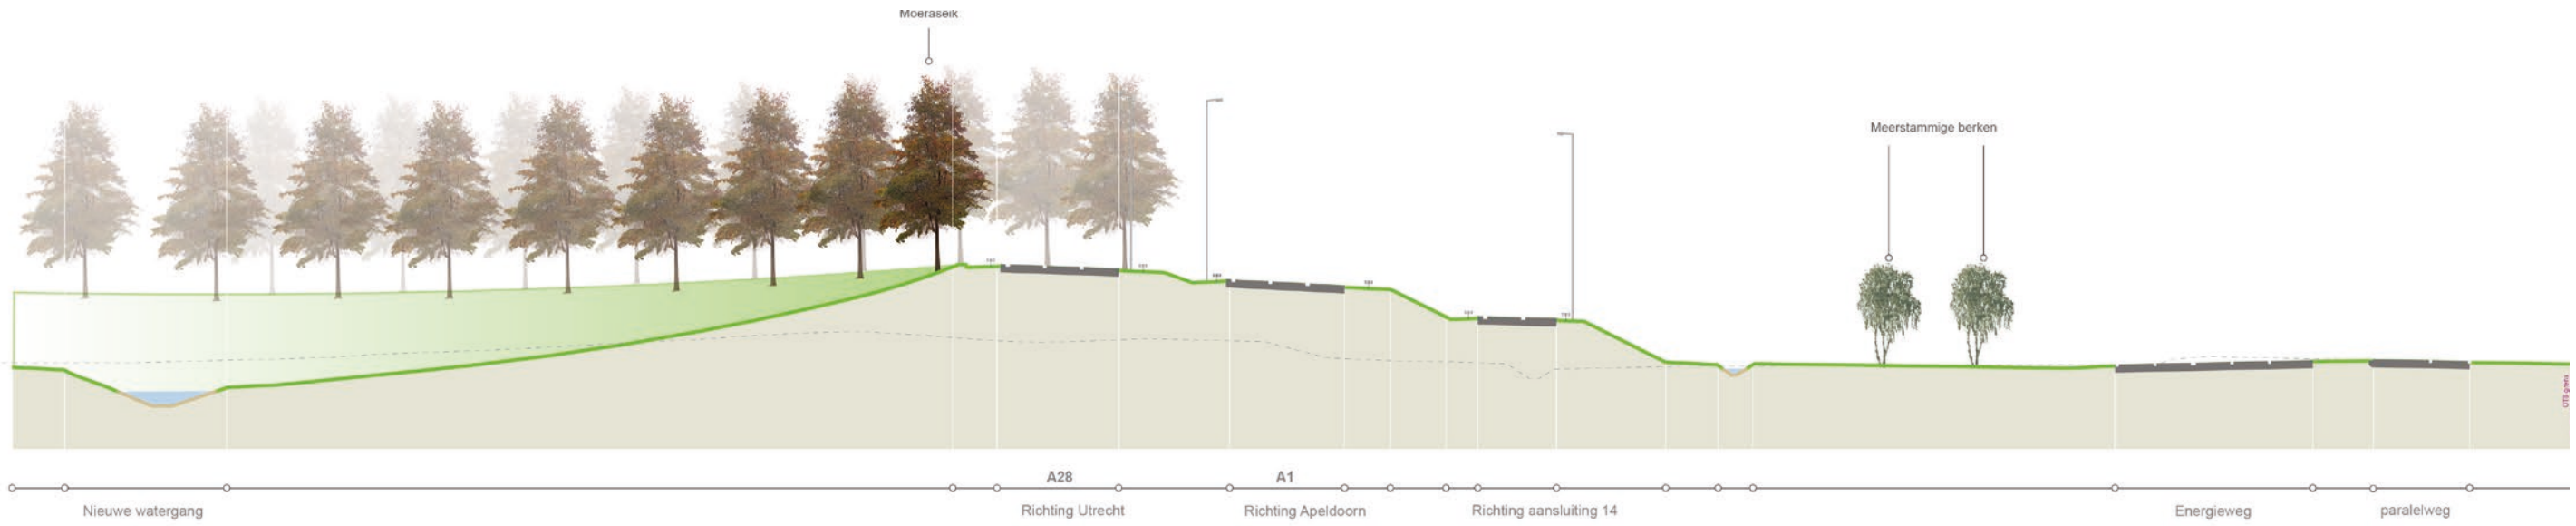 Moeraseik
Meerstammige berken
A28
A1
Nieuwe watergang
Richting Utrecht
Richting Apeldoorn
Richting aansluiting 14
Energieweg
paralelweg